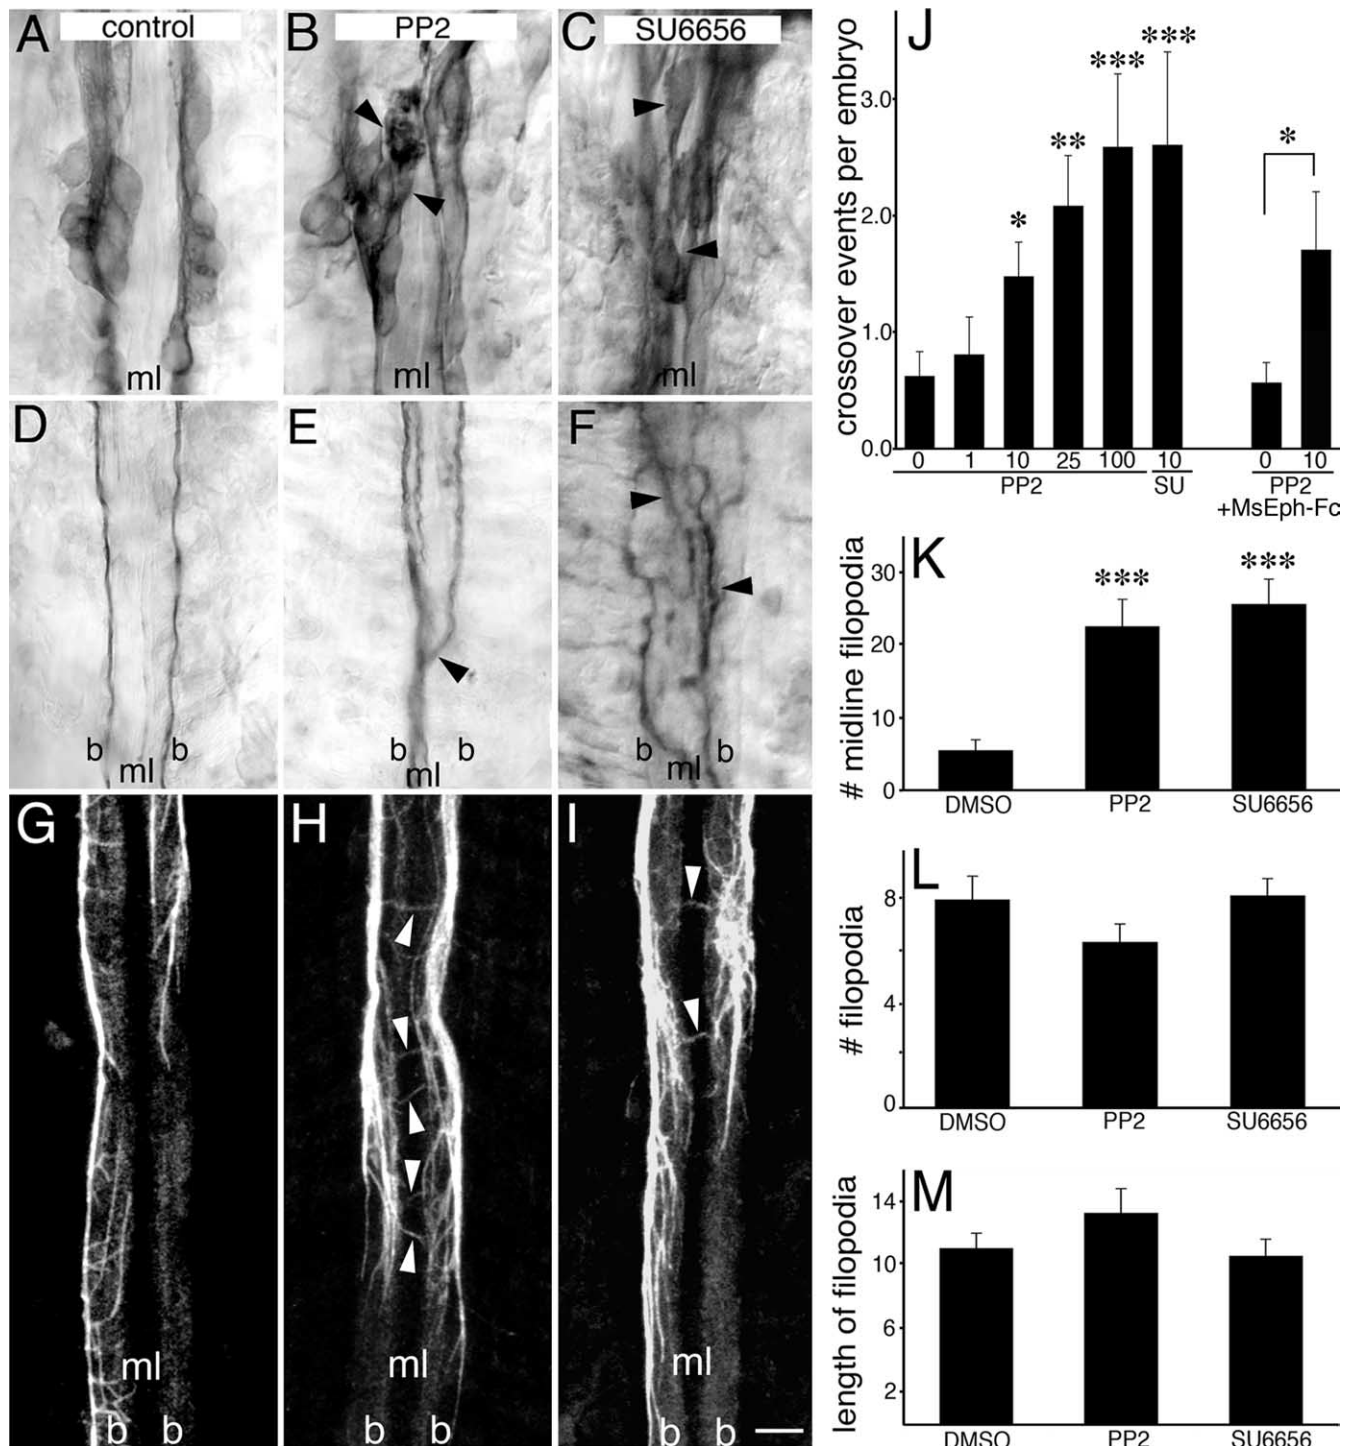 A control
B PP2
C SU6656
ml
ml
ml
D
E
F
b ml b
b ml b
b ml b
G
H
I
ml
ml
ml
b b
b b
b b
J
crossover events per embryo
***
***
**
*
*
3.0
2.0
1.0
0.0
0 1 10 25 100 10 0 10
PP2 SU PP2
+MsEph-Fc
K
# midline filopodia
*** ***
30
20
10
0
DMSO PP2 SU6656
L
# filopodia
8
4
0
DMSO PP2 SU6656
M
length of filopodia
14
10
6
2
DMSO PP2 SU6656